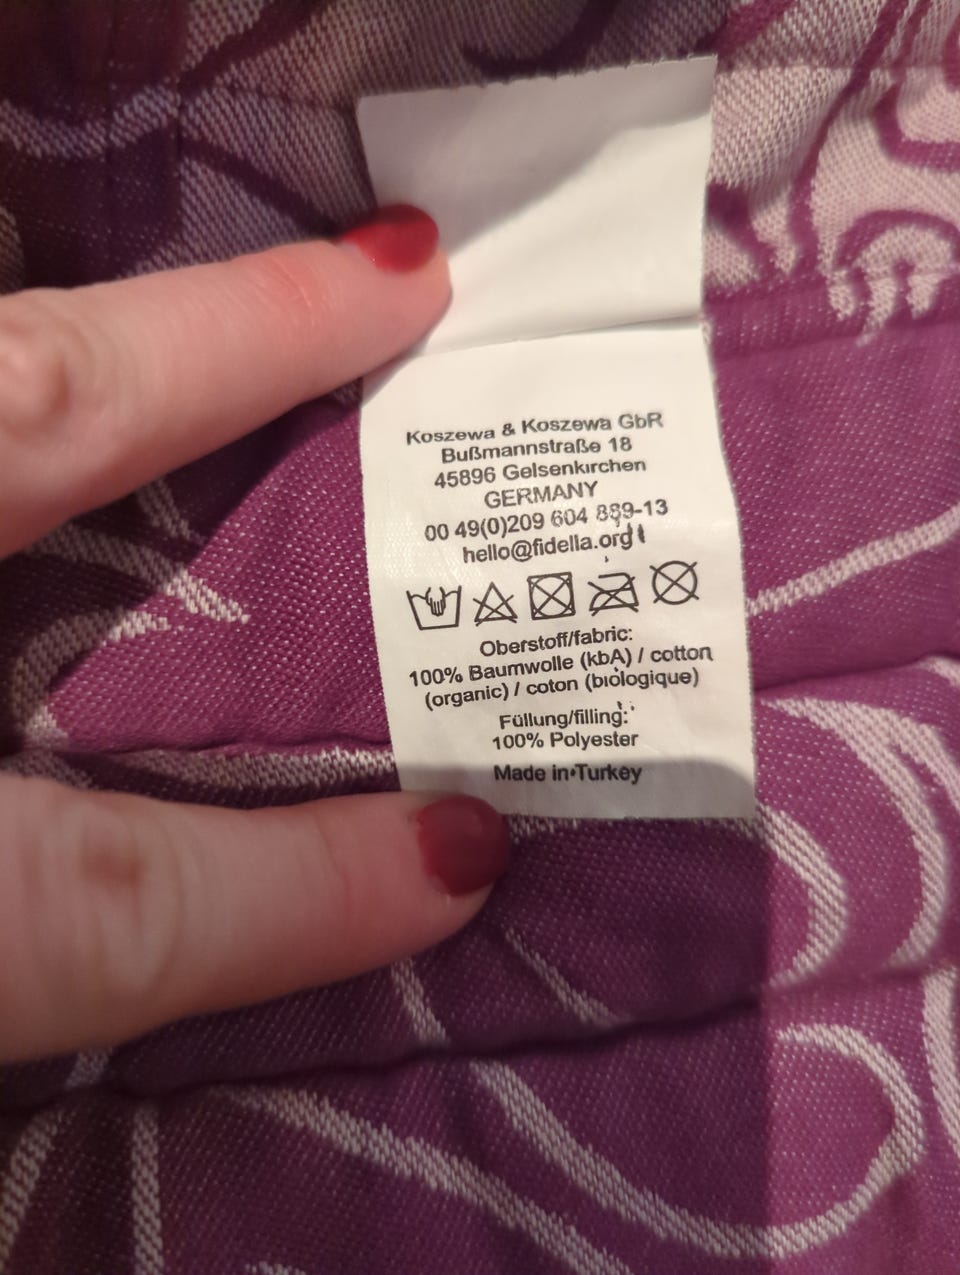 Koszewa & Koszewa GbR
Bußmannstraße 18
45896 Gelsenkirchen
GERMANY
00 49(0)209 604 889-13
hello@fidella.org
Oberstoff/fabric:
100% Baumwolle (kbA) / cotton
(organic) / coton (biologique)
Füllung/filling:
100% Polyester
Made in Turkey